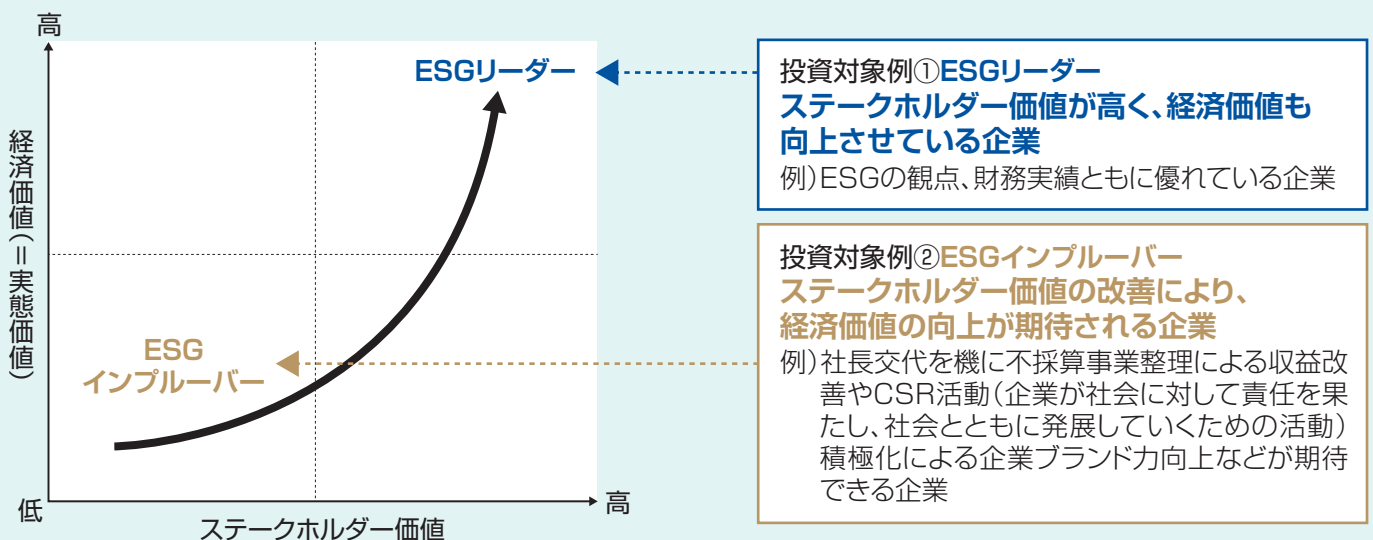 高
経済価値(=実態価値)
ESGリーダー
ESG
インプルーバー
低
ステークホルダー価値
高
投資対象例①ESGリーダー
ステークホルダー価値が高く、経済価値も
向上させている企業
例)ESGの観点、財務実績ともに優れている企業
投資対象例②ESGインプルーバー
ステークホルダー価値の改善により、
経済価値の向上が期待される企業
例)社長交代を機に不採算事業整理による収益改
善やCSR活動(企業が社会に対して責任を果
たし、社会とともに発展していくための活動)
積極化による企業ブランド力向上などが期待
できる企業